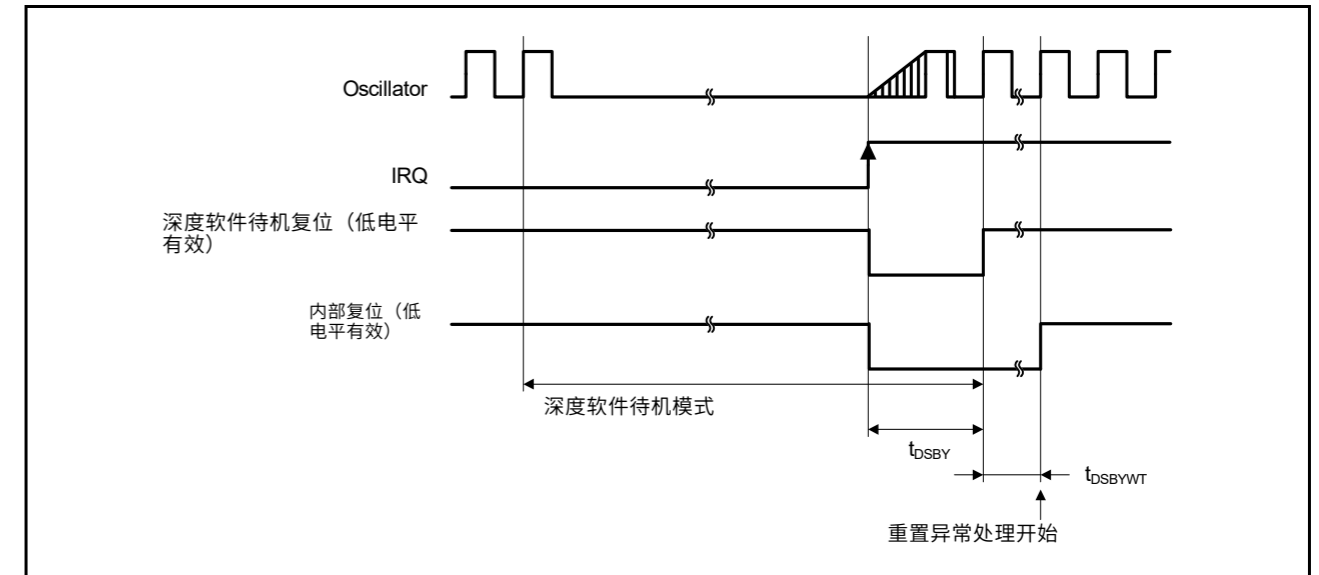 Oscillator
IRQ
深度软件待机复位（低电平
有效）
内部复位（低
电平有效）
深度软件待机模式
tDSBY
tDSBYWT
重置异常处理开始